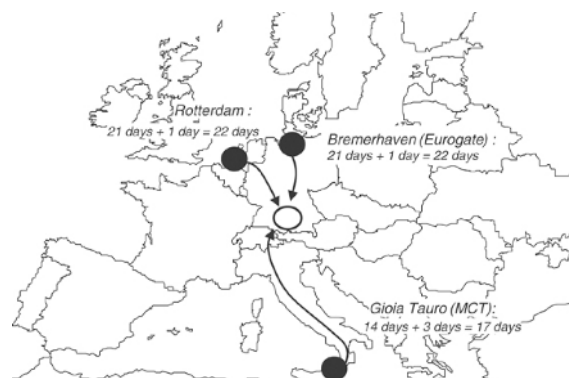 Rotterdam :
21 days + 1 day = 22 days
Bremerhaven (Eurogate) :
21 days + 1 day = 22 days
Gioia Tauro (MCT):
14 days + 3 days = 17 days